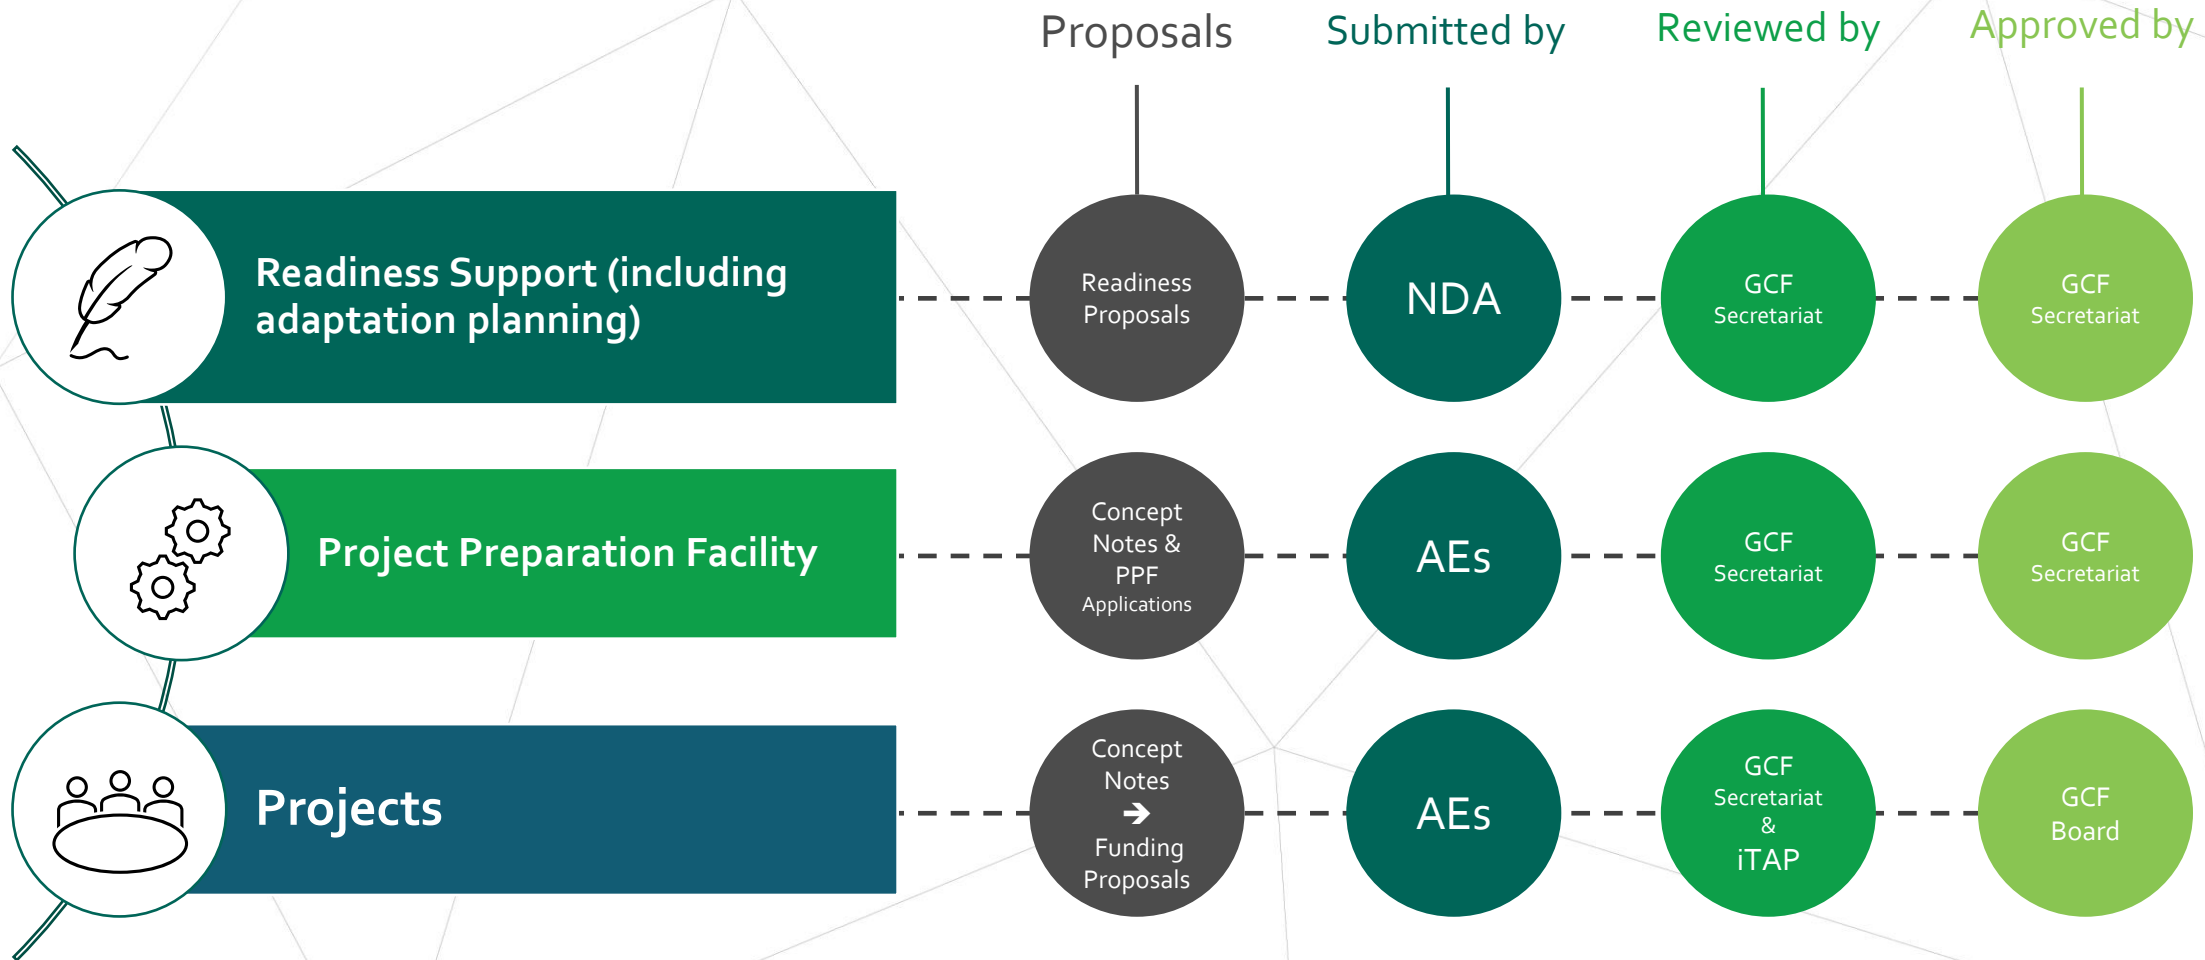 Proposals
Submitted by
Reviewed by
Approved by
Readiness Support (including
adaptation planning)
Readiness
Proposals
NDA
GCF
Secretariat
GCF
Secretariat
Project Preparation Facility
Concept
Notes &
PPF
Applications
AEs
GCF
Secretariat
GCF
Secretariat
Projects
Concept
Notes
➔
Funding
Proposals
AEs
GCF
Secretariat
&
iTAP
GCF
Board